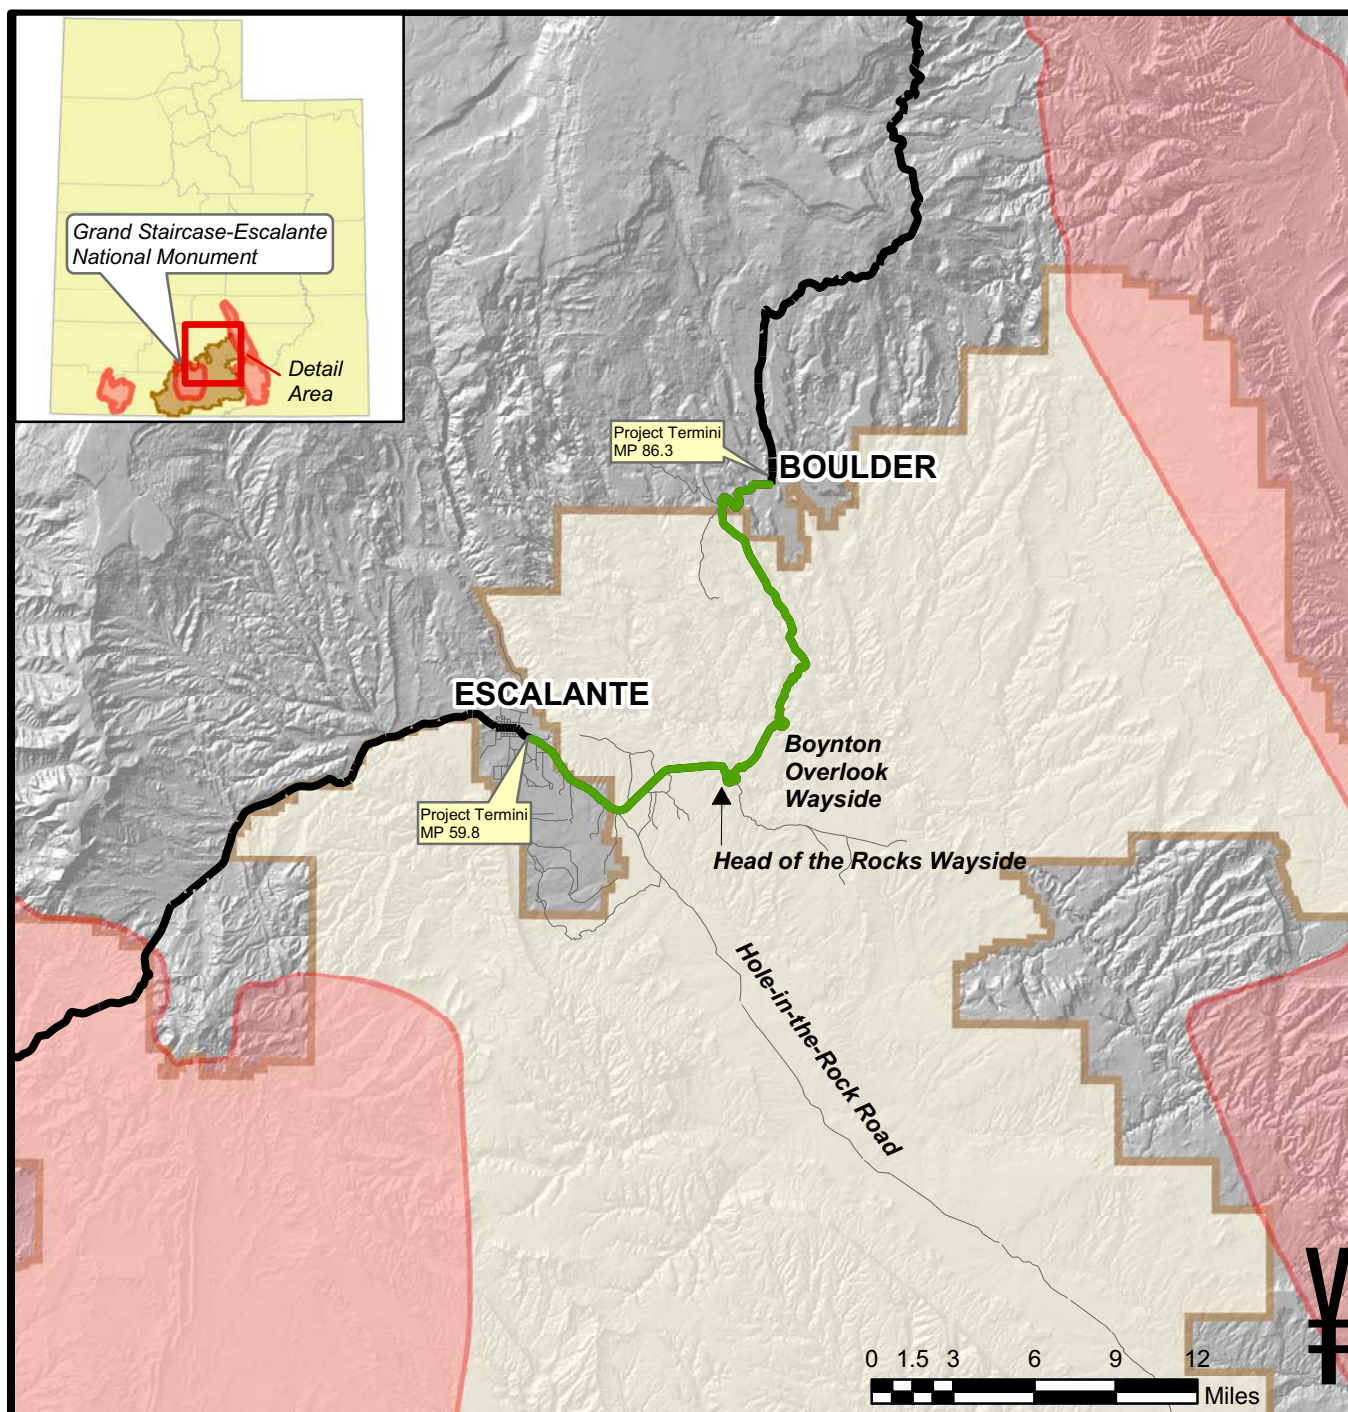 Grand Staircase-Escalante
National Monument
Detail
Area
Project Termini
MP 86.3
BOULDER
ESCALANTE
Boynton
Overlook
Wayside
Project Termini
MP 59.8
Head of the Rocks Wayside
Hole-in-the-Rock Road
¥
0 1.5 3 6 9 12
Miles